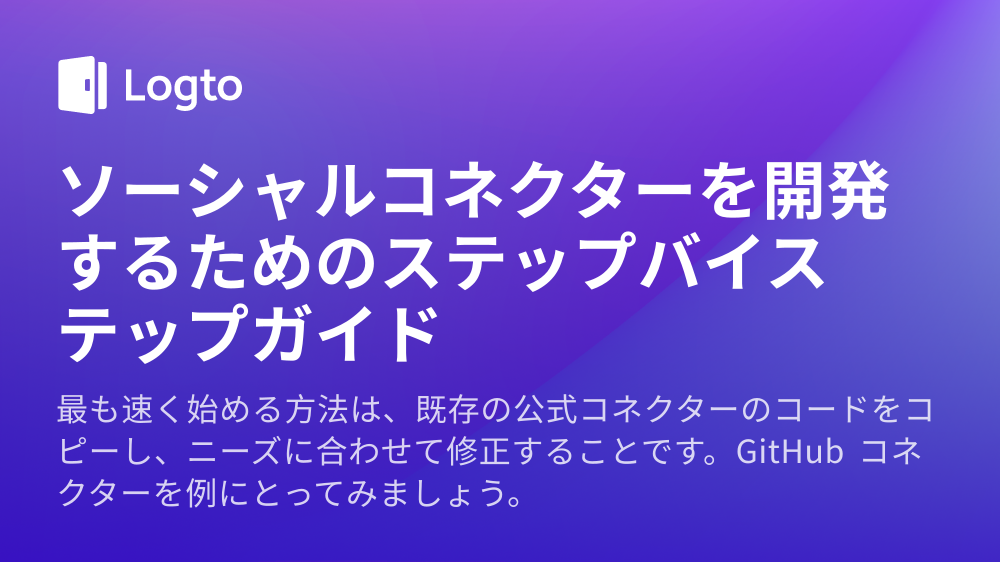 Logto
ソーシャルコネクターを開発
するためのステップバイス
テップガイド
最も速く始める方法は、既存の公式コネクターのコードをコ
ピーし、ニーズに合わせて修正することです。GitHub コネ
クターを例にとってみましょう。